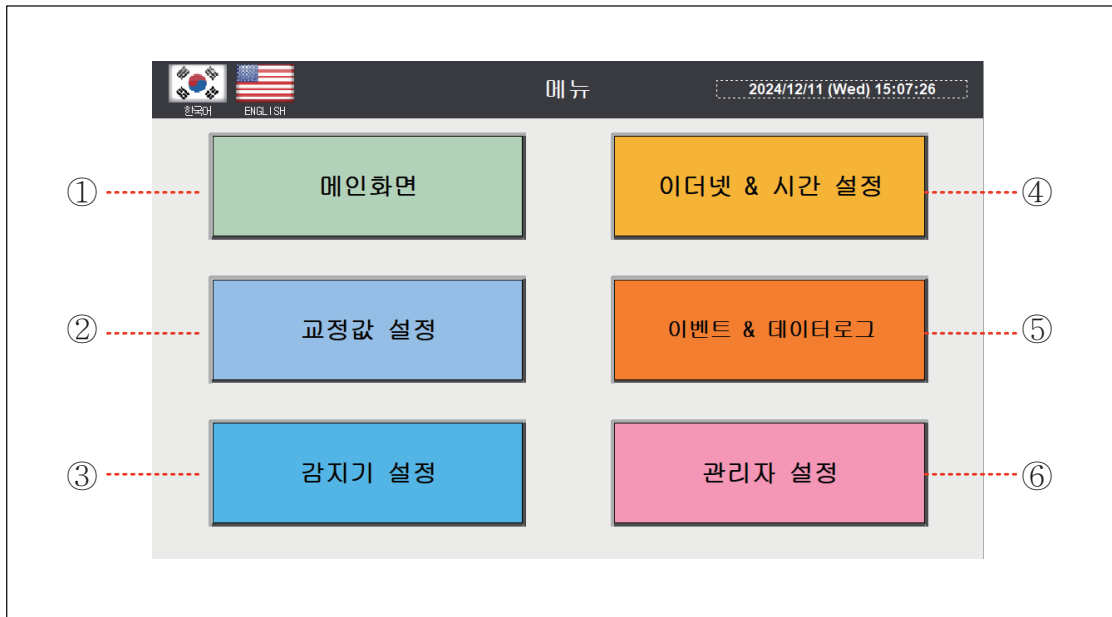 메뉴
2024/12/11 (Wed) 15:07:26
한국어 ENGLISH
① 메인화면
이더넷 & 시간 설정 ④
② 교정값 설정
이벤트 & 데이터로그 ⑤
③ 감지기 설정
관리자 설정 ⑥